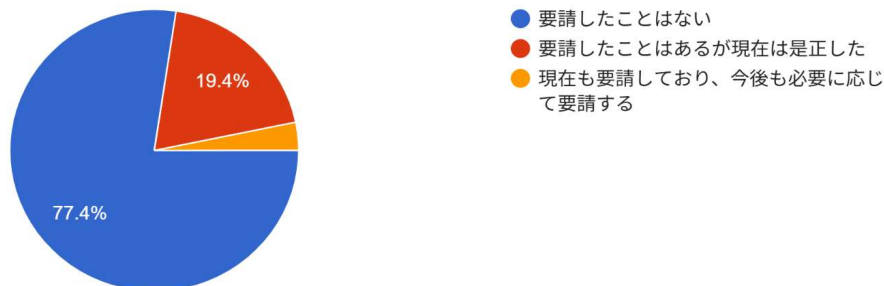 要請したことはない
要請したことはあるが現在は是正した
現在も要請しており、今後も必要に応じ
て要請する
19.4%
77.4%